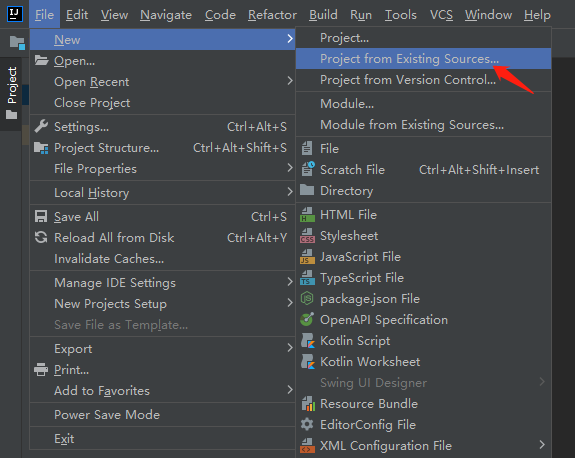 IJ File Edit View Navigate Code Refactor Build Run Tools VCS Window Help
Project
New
Open...
Open Recent
Close Project
Settings... Ctrl+Alt+S
Project Structure... Ctrl+Alt+Shift+S
File Properties
Local History
Save All Ctrl+S
Reload All from Disk Ctrl+Alt+Y
Invalidate Caches...
Manage IDE Settings
New Projects Setup
Save File as Template...
Export
Print...
Add to Favorites
Power Save Mode
Exit
Project...
Project from Existing Sources...
Project from Version Control...
Module...
Module from Existing Sources...
File
Scratch File Ctrl+Alt+Shift+Insert
Directory
HTML File
CSS Stylesheet
JS JavaScript File
TS TypeScript File
JS package.json File
OpenAPI Specification
Kotlin Script
Kotlin Worksheet
Swing UI Designer
Resource Bundle
EditorConfig File
XML Configuration File